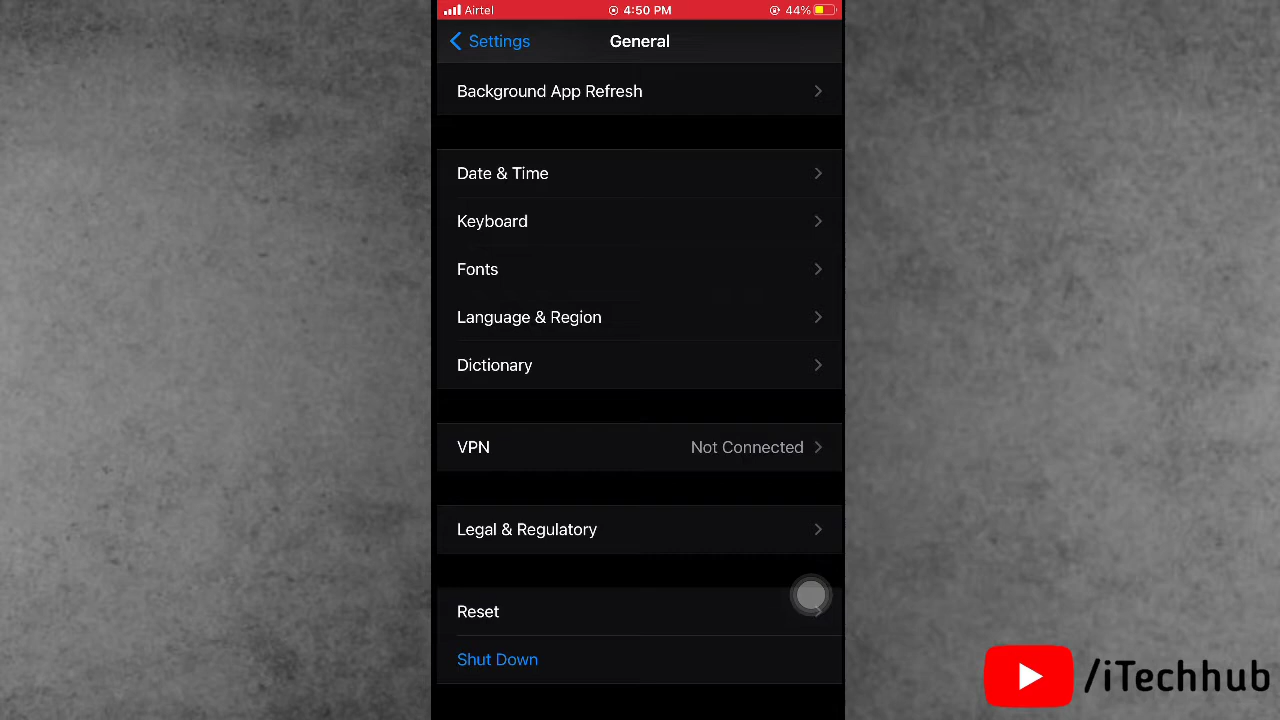 Airtel 4:50 PM 44%
Settings General
Background App Refresh
Date & Time
Keyboard
Fonts
Language & Region
Dictionary
VPN Not Connected
Legal & Regulatory
Reset
Shut Down
/iTechhub